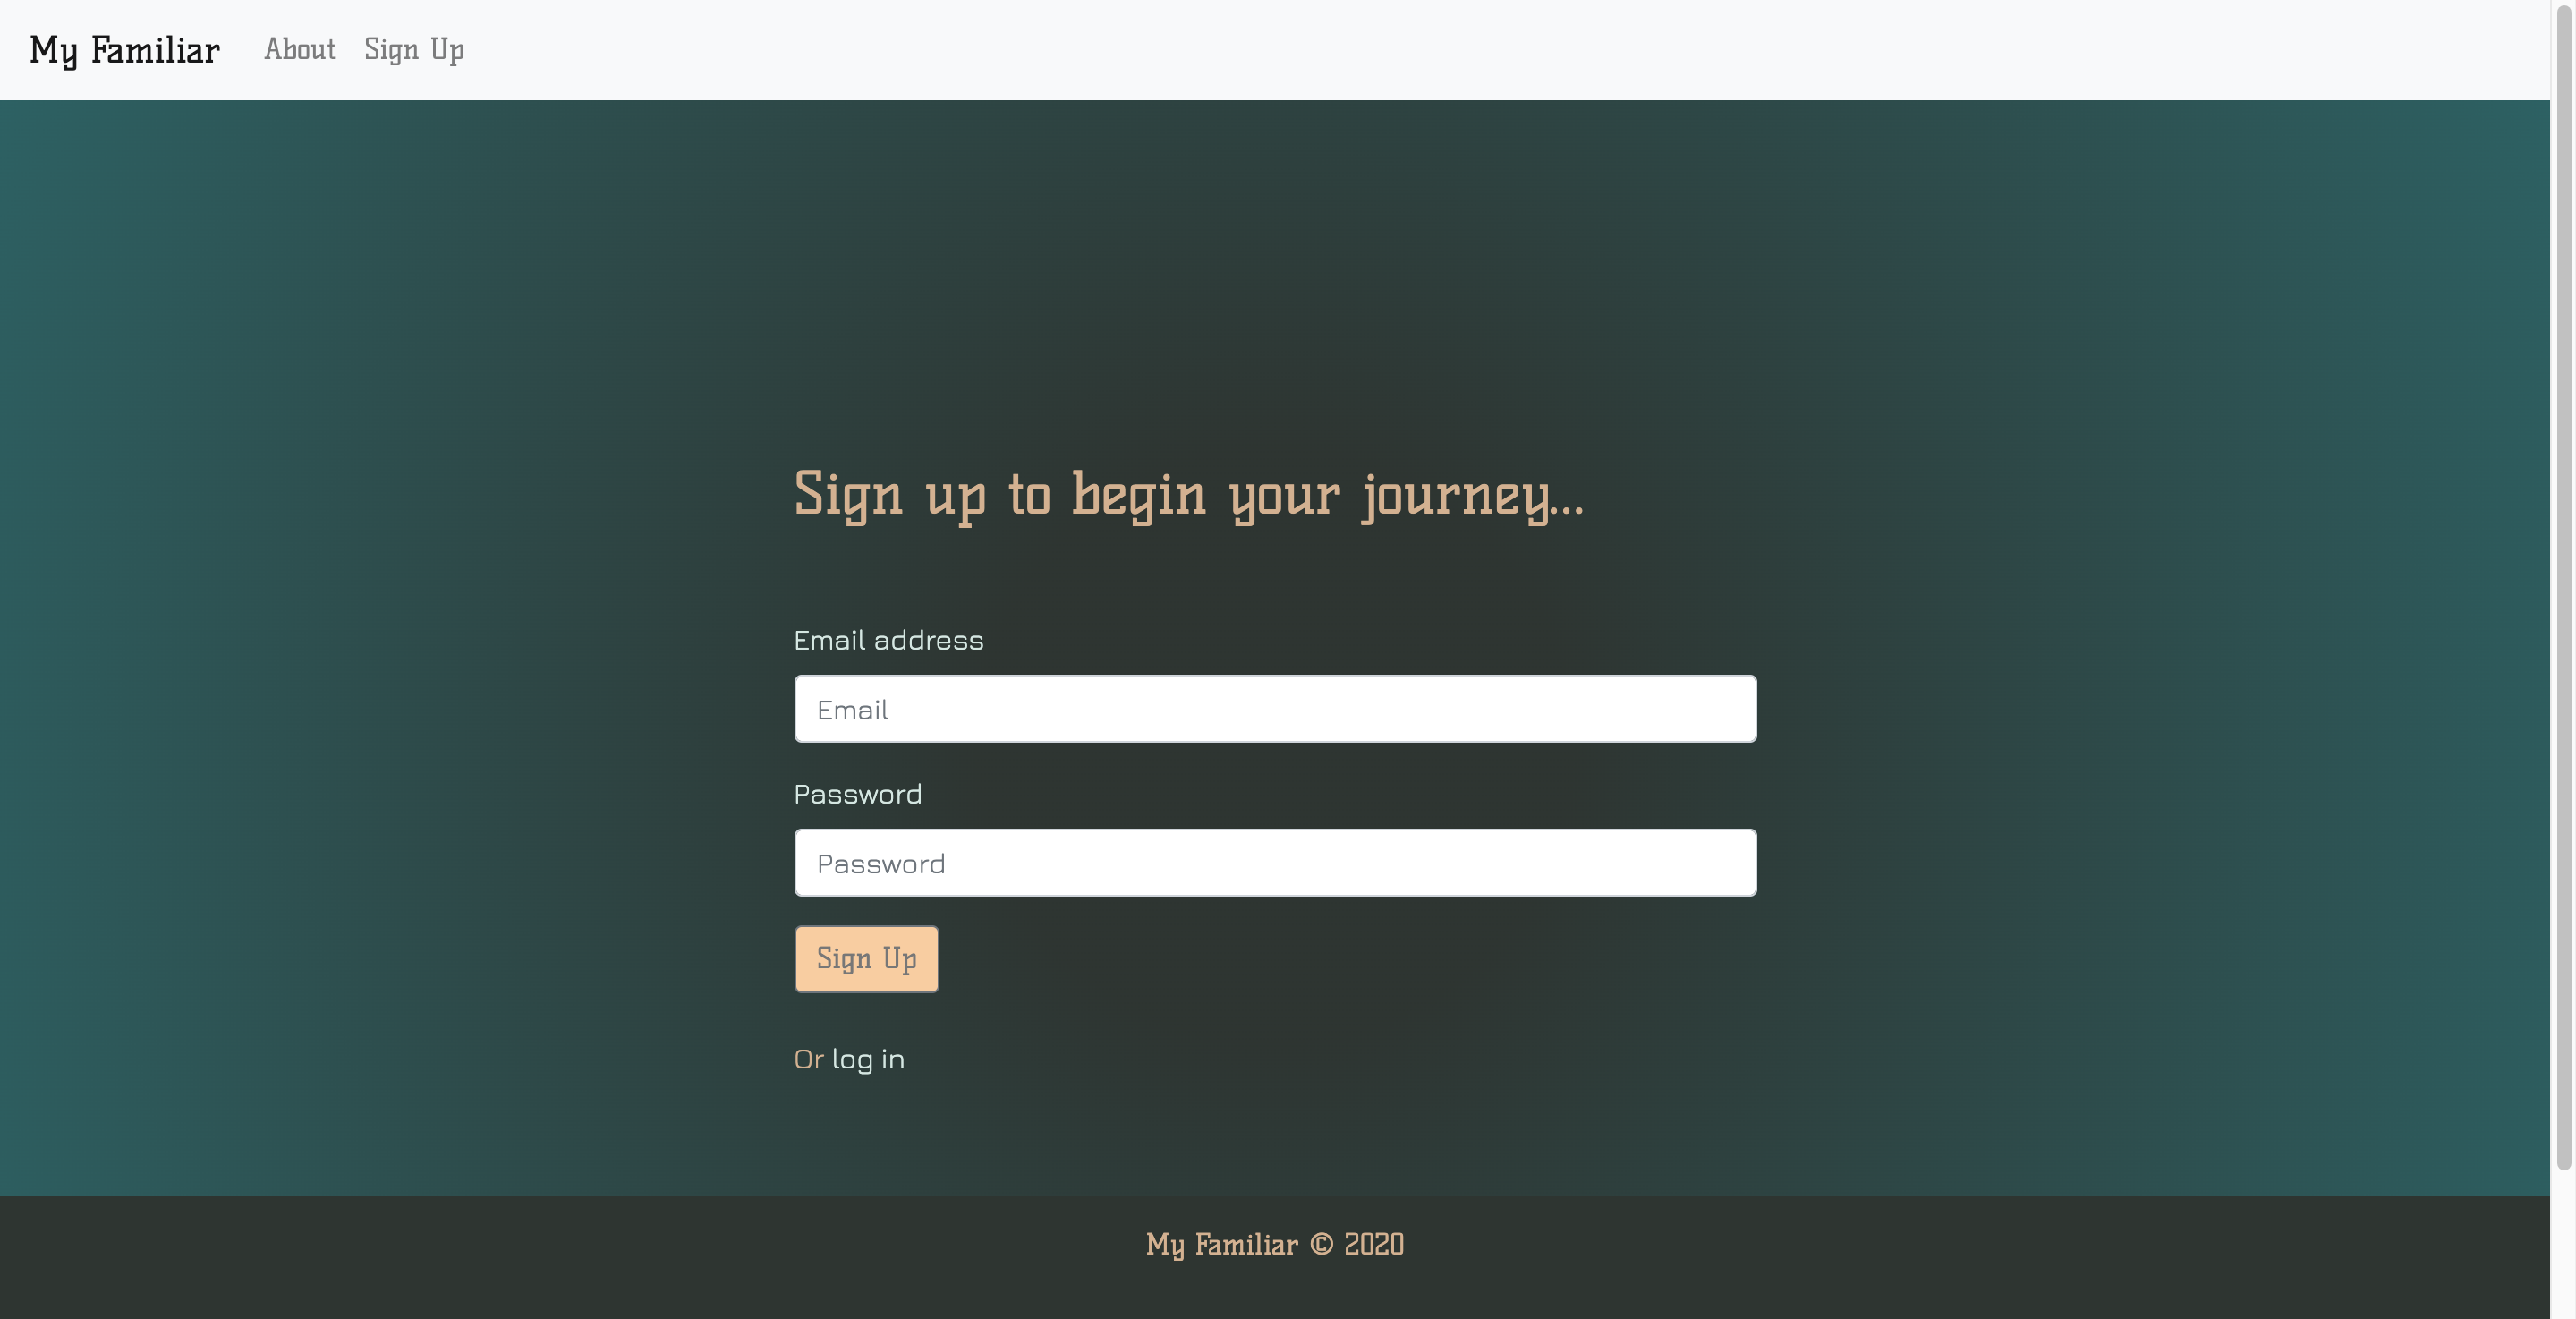 My Familiar About Sign Up
Sign up to begin your journey...
Email address
Email
Password
Password
Sign Up
Or log in
My Familiar © 2020